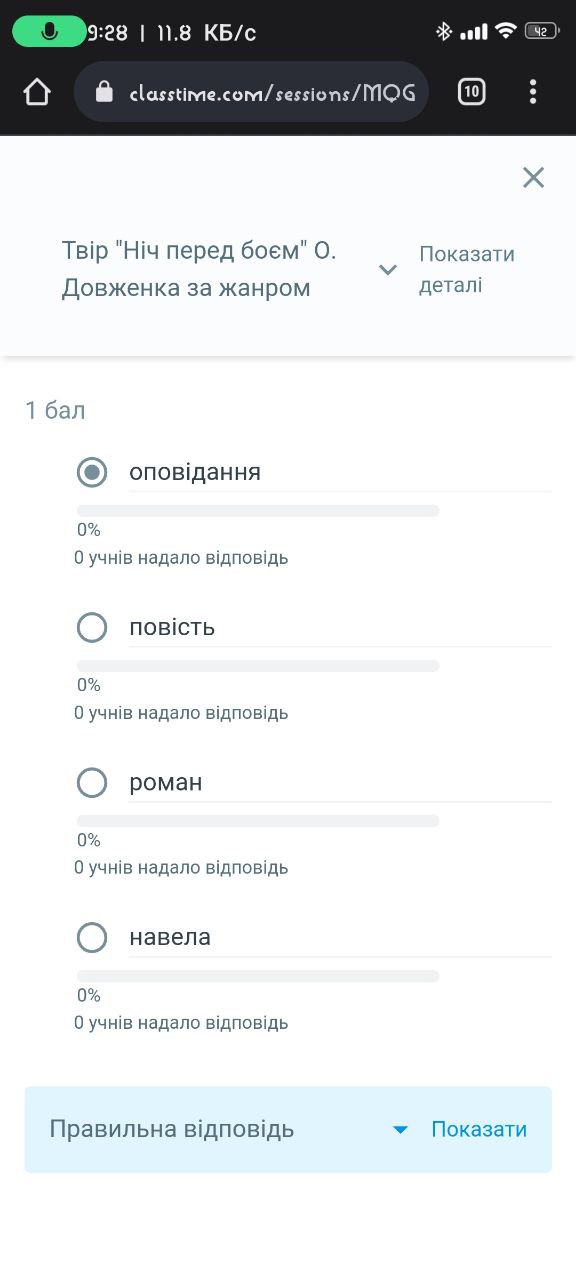 9:28 | 11.8 КБ/с
42
classtime.com/sessions/MQG
10
Твір "Ніч перед боєм" О.
Довженка за жанром
Показати
деталі
1 бал
оповідання
0%
0 учнів надало відповідь
повість
0%
0 учнів надало відповідь
роман
0%
0 учнів надало відповідь
навела
0%
0 учнів надало відповідь
Правильна відповідь
Показати